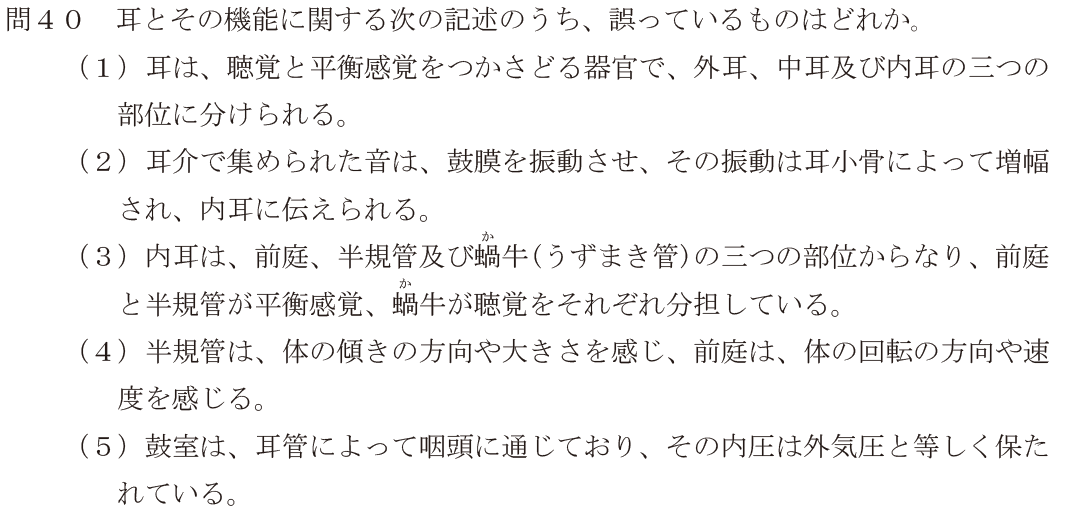 問４０　耳とその機能に関する次の記述のうち、誤っているものはどれか。
（１）耳は、聴覚と平衡感覚をつかさどる器官で、外耳、中耳及び内耳の三つの
部位に分けられる。
（２）耳介で集められた音は、鼓膜を振動させ、その振動は耳小骨によって増幅
され、内耳に伝えられる。
か
（３）内耳は、前庭、半規管及び蝸牛(うずまき管)の三つの部位からなり、前庭
か
と半規管が平衡感覚、蝸牛が聴覚をそれぞれ分担している。
（４）半規管は、体の傾きの方向や大きさを感じ、前庭は、体の回転の方向や速
度を感じる。
（５）鼓室は、耳管によって咽頭に通じており、その内圧は外気圧と等しく保た
れている。